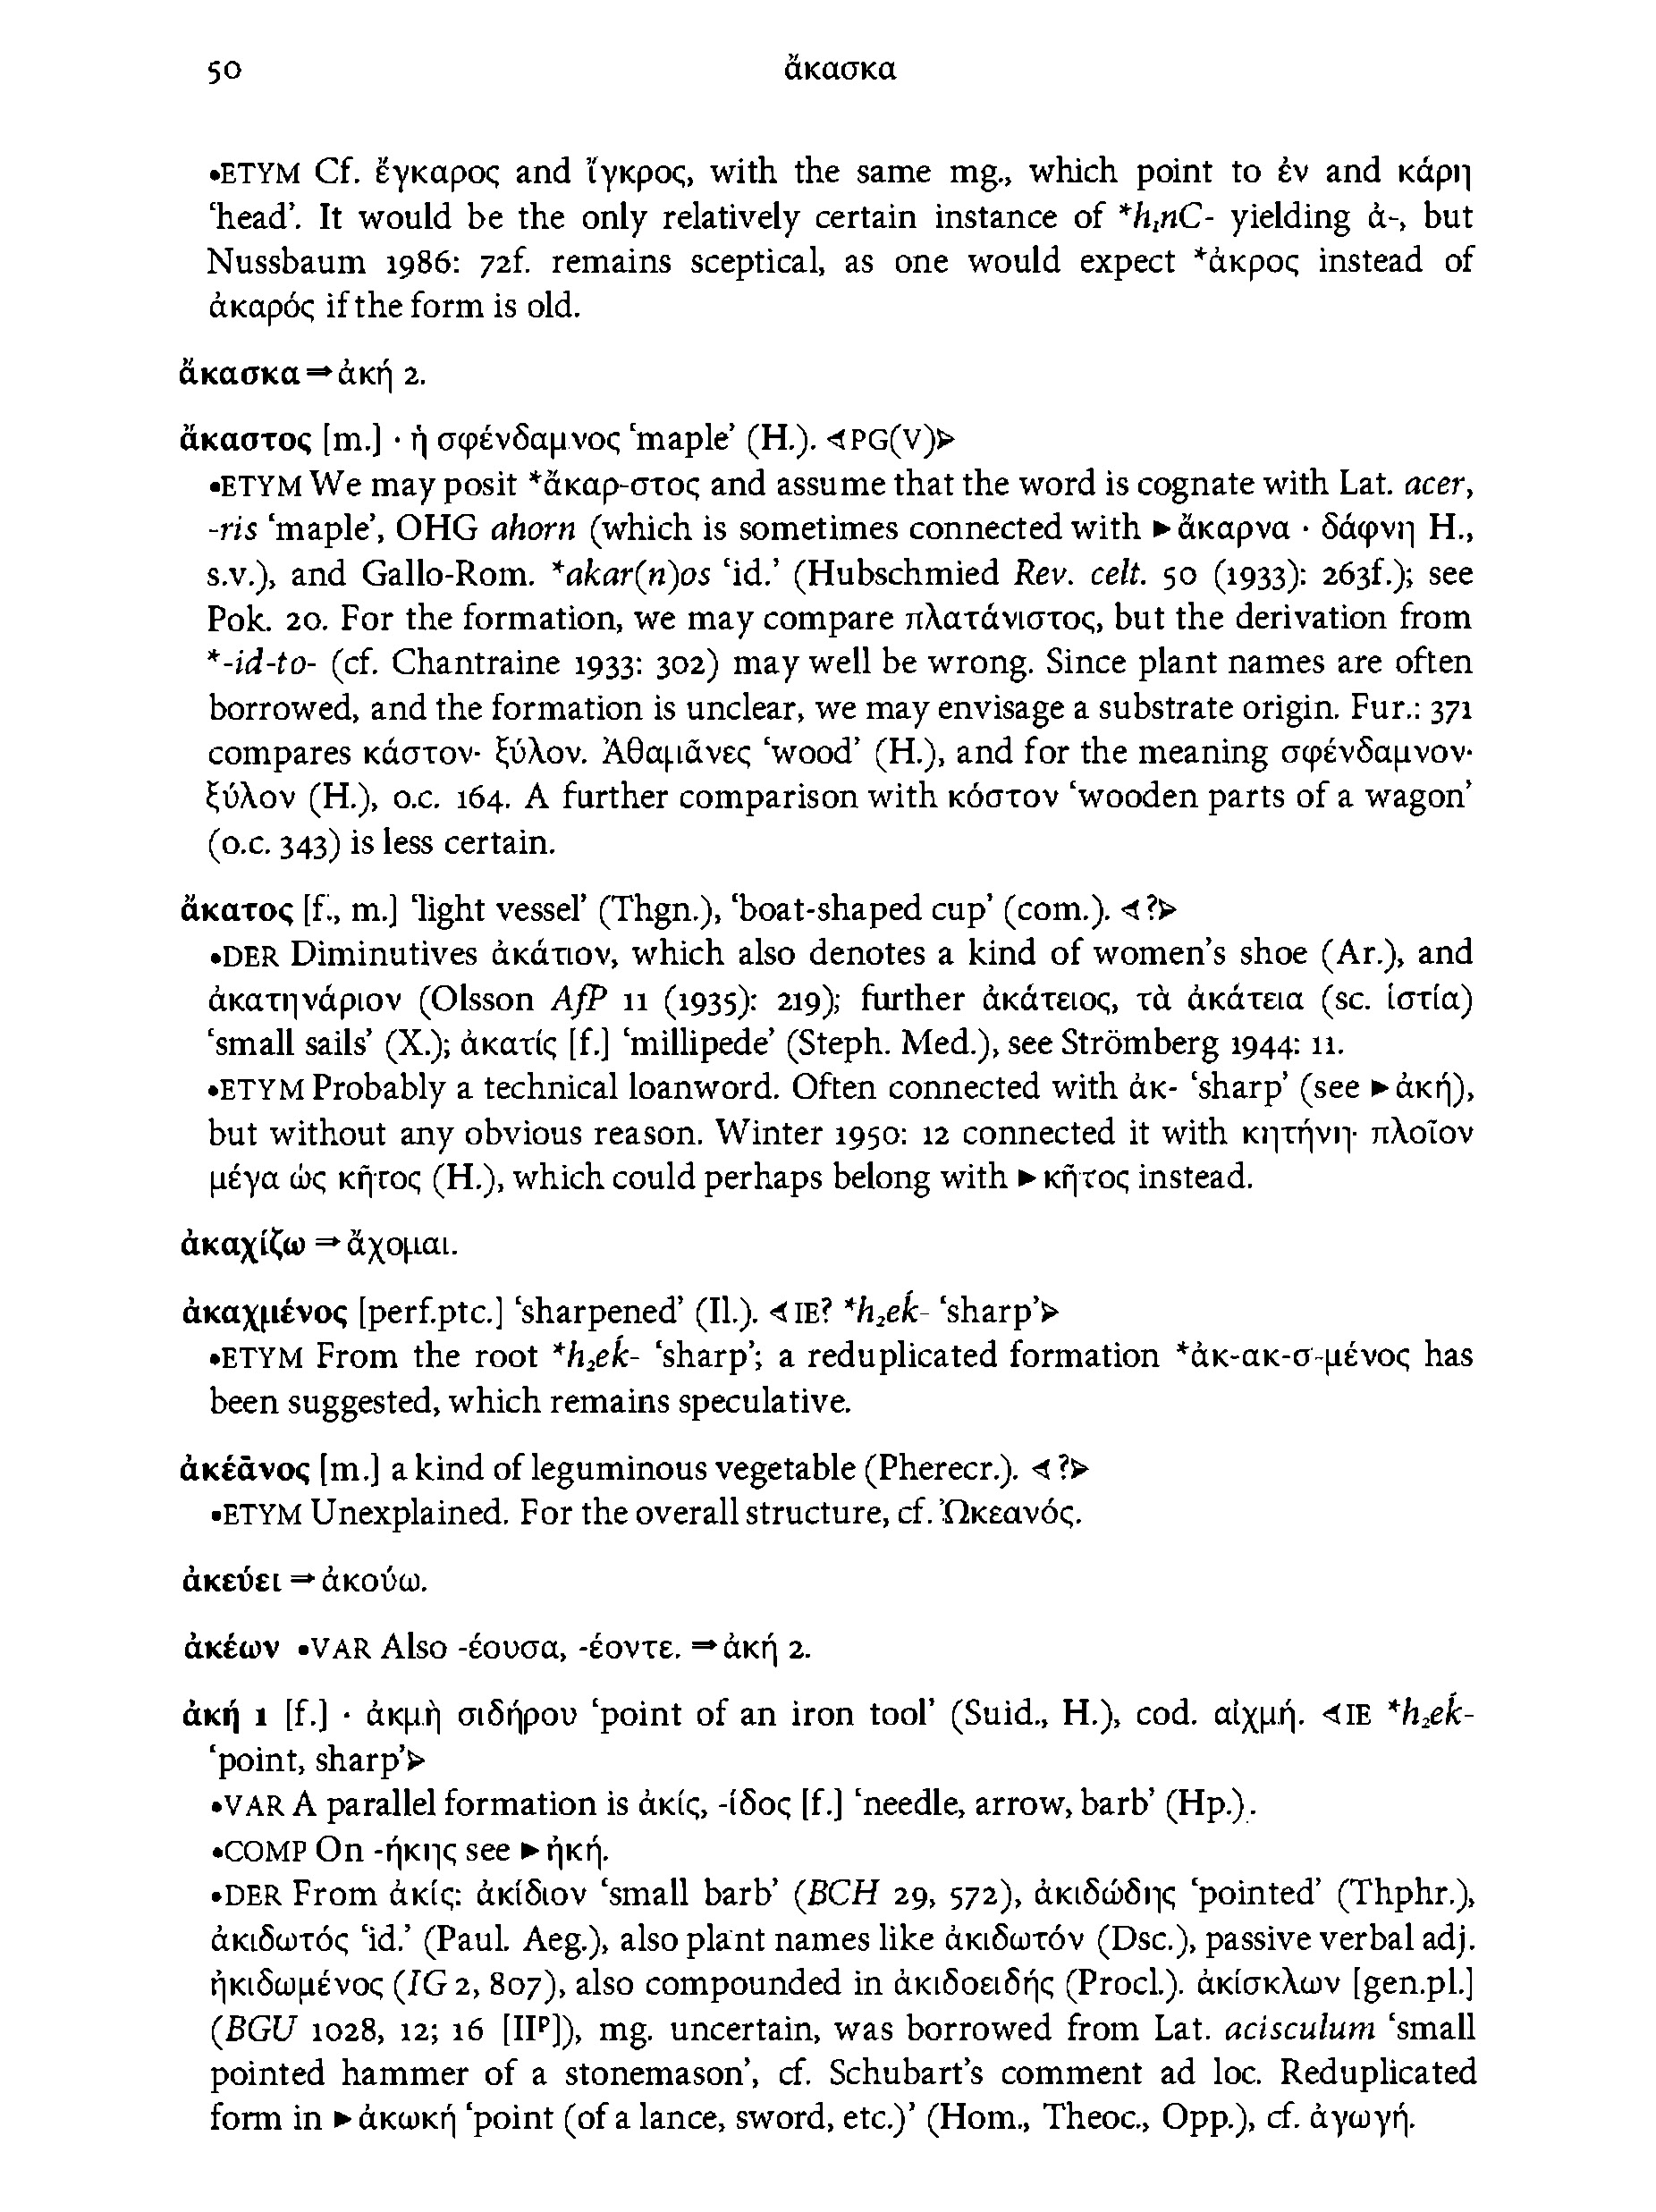 50 ἄκασκα
•ETYM Cf. ἔγκαρος and ἴγκρος, with the same mg., which point to ἐν and κάρη
‘head’. It would be the only relatively certain instance of *h₁nC- yielding ἀ-, but
Nussbaum 1986: 72f. remains sceptical, as one would expect *ἄκρος instead of
ἀκαρός if the form is old.
ἄκασκα ⇒ ἀκή 2.
ἄκαστος [m.] · ἡ σφένδαμνος ‘maple’ (H.). ⋖PG(V)⋗
•ETYM We may posit *ἄκαρ-στος and assume that the word is cognate with Lat. acer,
-ris ‘maple’, OHG ahorn (which is sometimes connected with ►ἄκαρνα · δάφνη H.,
s.v.), and Gallo-Rom. *akar(n)os ‘id.’ (Hubschmied Rev. celt. 50 (1933): 263f.); see
Pok. 20. For the formation, we may compare πλατάνιστος, but the derivation from
*-id-to- (cf. Chantraine 1933: 302) may well be wrong. Since plant names are often
borrowed, and the formation is unclear, we may envisage a substrate origin. Fur.: 371
compares κάστον· ξύλον. Ἀθαμᾶνες ‘wood’ (H.), and for the meaning σφένδαμνον·
ξύλον (H.), o.c. 164. A further comparison with κόστον ‘wooden parts of a wagon’
(o.c. 343) is less certain.
ἄκατος [f., m.] ‘light vessel’ (Thgn.), ‘boat-shaped cup’ (com.). ⋖?⋗
•DER Diminutives ἀκάτιον, which also denotes a kind of women’s shoe (Ar.), and
ἀκατηνάριον (Olsson AfP 11 (1935): 219); further ἀκάτειος, τὰ ἀκάτεια (sc. ἱστία)
‘small sails’ (X.); ἀκατίς [f.] ‘millipede’ (Steph. Med.), see Strömberg 1944: 11.
•ETYM Probably a technical loanword. Often connected with ἀκ- ‘sharp’ (see ►ἀκή),
but without any obvious reason. Winter 1950: 12 connected it with κητήνη· πλοῖον
μέγα ὡς κῆτος (H.), which could perhaps belong with ►κῆτος instead.
ἀκαχίζω ⇒ ἄχομαι.
ἀκαχμένος [perf.ptc.] ‘sharpened’ (Il.). ⋖IE? *h₂eḱ- ‘sharp’⋗
•ETYM From the root *h₂eḱ- ‘sharp’; a reduplicated formation *ἀκ-ακ-σ-μένος has
been suggested, which remains speculative.
ἀκέᾱνος [m.] a kind of leguminous vegetable (Pherecr.). ⋖?⋗
•ETYM Unexplained. For the overall structure, cf. Ὠκεανός.
ἀκεύει ⇒ ἀκούω.
ἀκέων •VAR Also -έουσα, -έοντε. ⇒ ἀκή 2.
ἀκή 1 [f.] · ἀκμὴ σιδήρου ‘point of an iron tool’ (Suid., H.), cod. αἰχμή. ⋖IE *h₂eḱ-
‘point, sharp’⋗
•VAR A parallel formation is ἀκίς, -ίδος [f.] ‘needle, arrow, barb’ (Hp.).
•COMP On -ήκης see ►ἠκή.
•DER From ἀκίς: ἀκίδιον ‘small barb’ (BCH 29, 572), ἀκιδώδης ‘pointed’ (Thphr.),
ἀκιδωτός ‘id.’ (Paul. Aeg.), also plant names like ἀκιδωτόν (Dsc.), passive verbal adj.
ἠκιδωμένος (IG 2, 807), also compounded in ἀκιδοειδής (Procl.). ἀκίσκλων [gen.pl.]
(BGU 1028, 12; 16 [IIᴾ]), mg. uncertain, was borrowed from Lat. acisculum ‘small
pointed hammer of a stonemason’, cf. Schubart’s comment ad loc. Reduplicated
form in ►ἀκωκή ‘point (of a lance, sword, etc.)’ (Hom., Theoc., Opp.), cf. ἀγωγή.